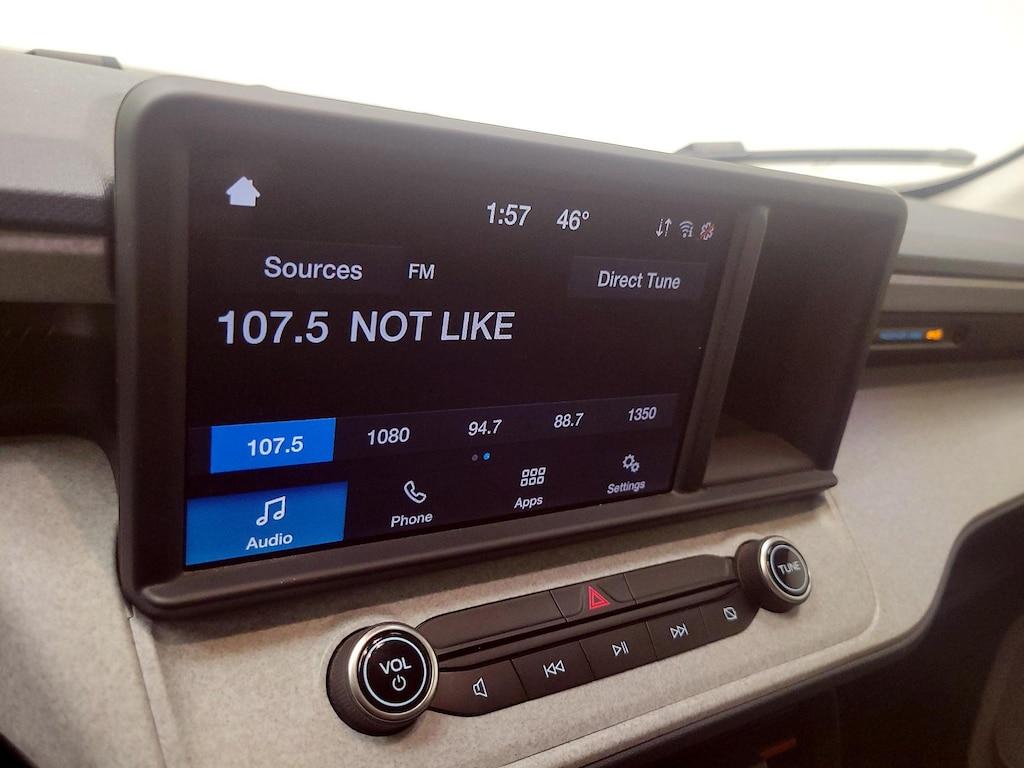 1:57 46°
Sources FM Direct Tune
107.5 NOT LIKE
107.5 1080 94.7 88.7 1350
Audio Phone Apps Settings
VOL
TUNE